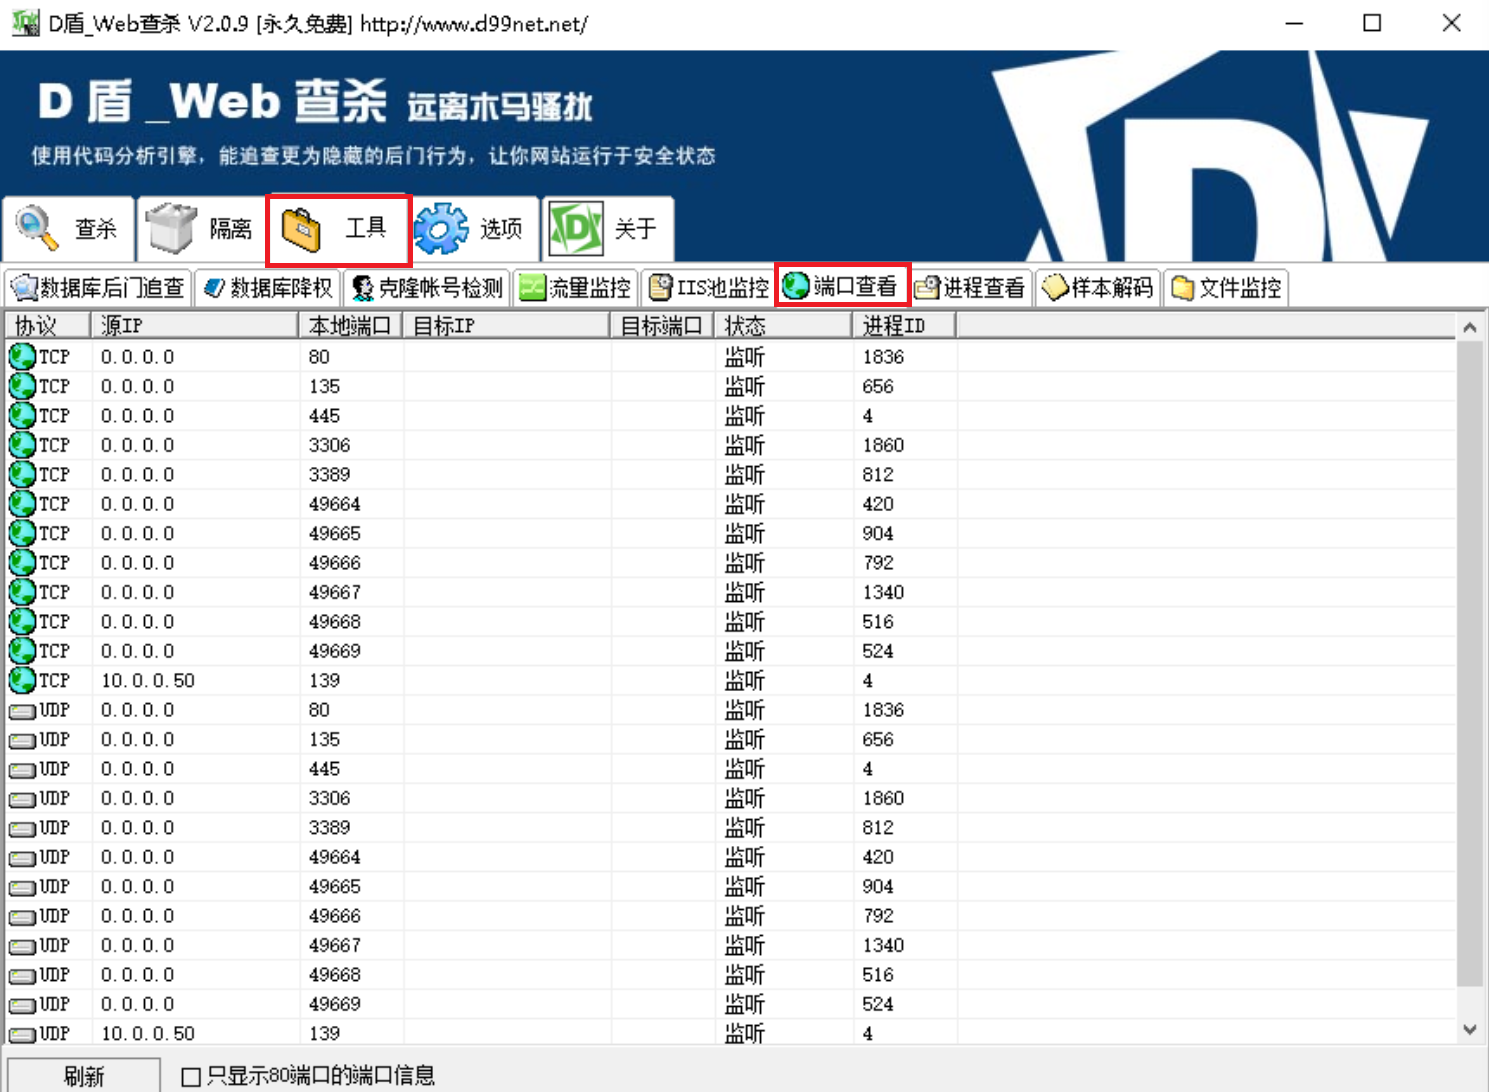 D盾_Web查杀 V2.0.9 [永久免费] http://www.d99net.net/
D盾_Web查杀 远离木马骚扰
使用代码分析引擎，能追查更为隐藏的后门行为，让你网站运行于安全状态
查杀 隔离 工具 选项 关于
数据库后门追查 数据库降权 克隆帐号检测 流量监控 IIS池监控 端口查看 进程查看 样本解码 文件监控
协议 源IP 本地端口 目标IP 目标端口 状态 进程ID
TCP 0.0.0.0 80 监听 1836
TCP 0.0.0.0 135 监听 656
TCP 0.0.0.0 445 监听 4
TCP 0.0.0.0 3306 监听 1860
TCP 0.0.0.0 3389 监听 812
TCP 0.0.0.0 49664 监听 420
TCP 0.0.0.0 49665 监听 904
TCP 0.0.0.0 49666 监听 792
TCP 0.0.0.0 49667 监听 1340
TCP 0.0.0.0 49668 监听 516
TCP 0.0.0.0 49669 监听 524
TCP 10.0.0.50 139 监听 4
UDP 0.0.0.0 80 监听 1836
UDP 0.0.0.0 135 监听 656
UDP 0.0.0.0 445 监听 4
UDP 0.0.0.0 3306 监听 1860
UDP 0.0.0.0 3389 监听 812
UDP 0.0.0.0 49664 监听 420
UDP 0.0.0.0 49665 监听 904
UDP 0.0.0.0 49666 监听 792
UDP 0.0.0.0 49667 监听 1340
UDP 0.0.0.0 49668 监听 516
UDP 0.0.0.0 49669 监听 524
UDP 10.0.0.50 139 监听 4
刷新 只显示80端口的端口信息